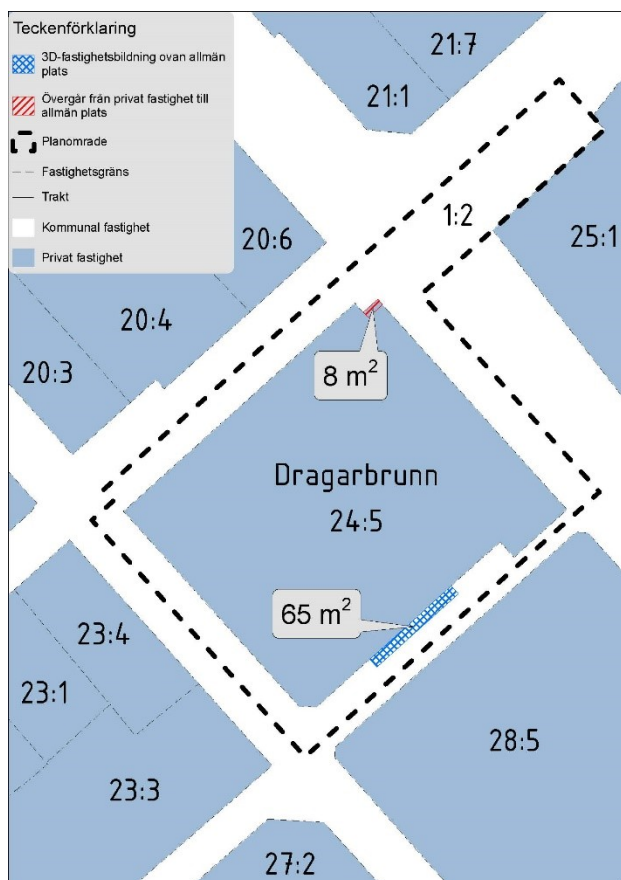 Teckenförklaring
3D-fastighetsbildning ovan allmän
plats
Övergår från privat fastighet till
allmän plats
Planområde
Fastighetsgräns
Trakt
Kommunal fastighet
Privat fastighet
21:7
21:1
1:2
20:6
25:1
20:4
20:3
8 m²
Dragarbrunn
24:5
65 m²
23:4
23:1
28:5
23:3
27:2